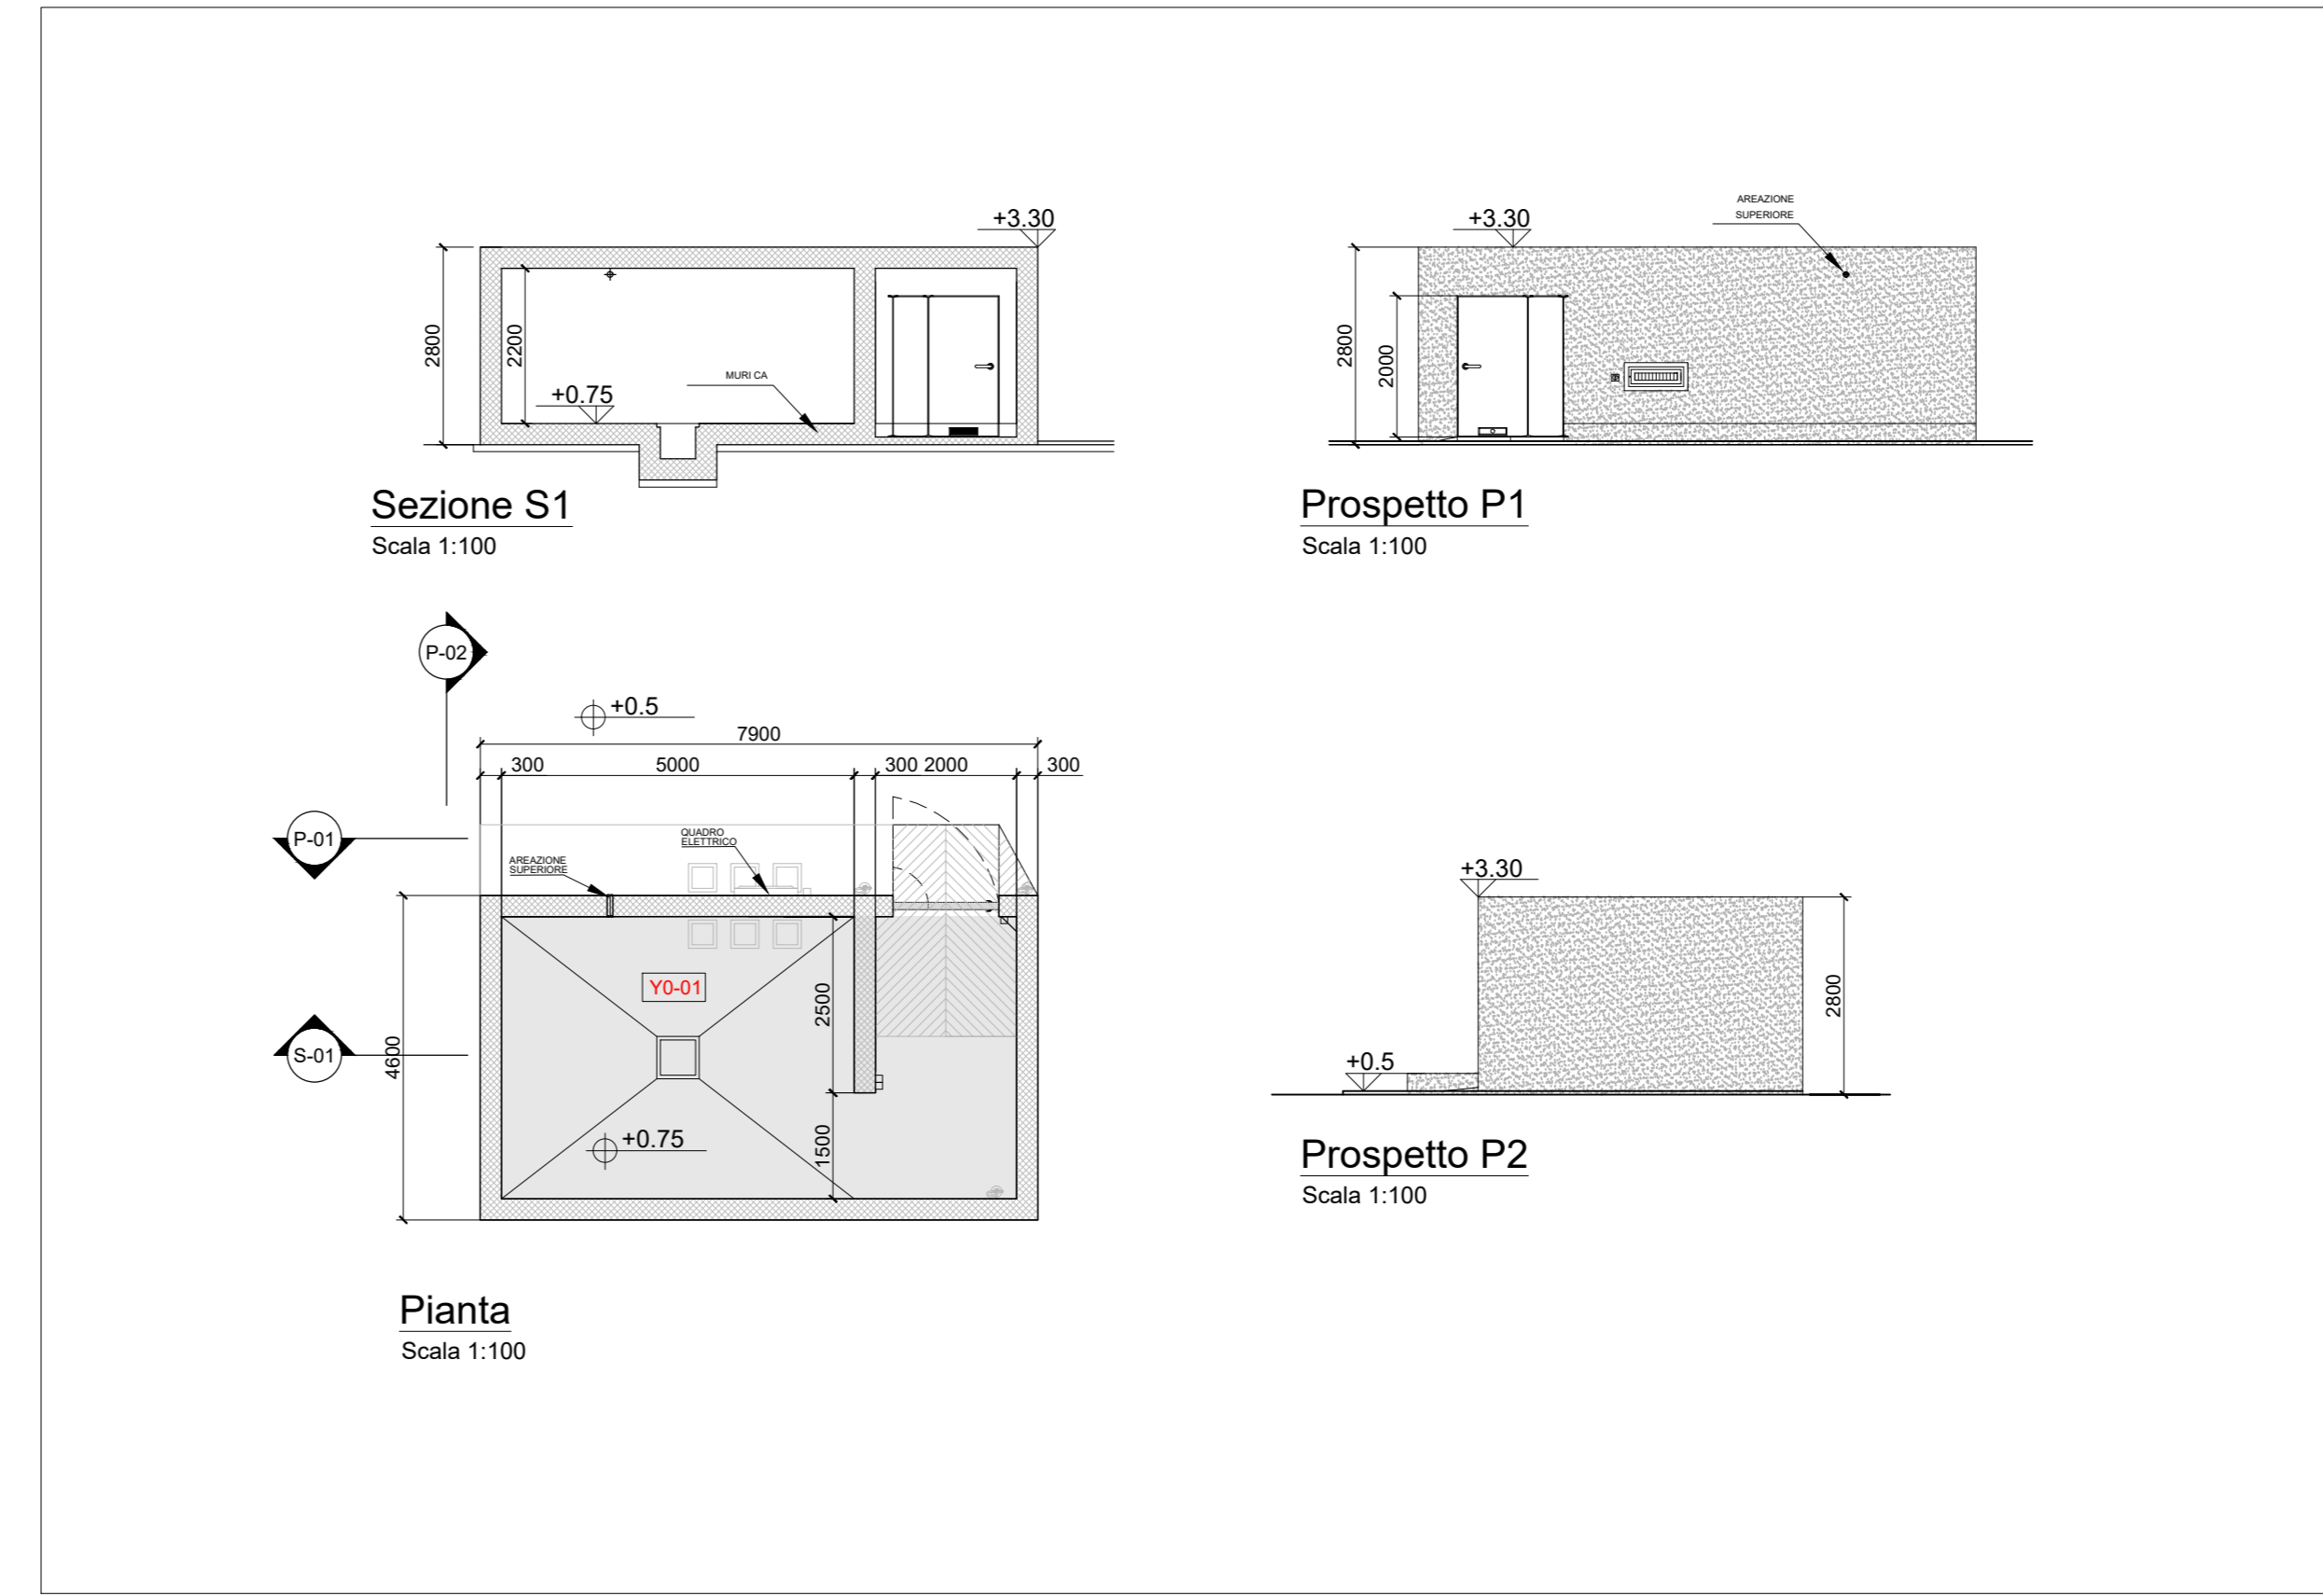 +3.30
2800
2200
+0.75
MURI CA
Sezione S1
Scala 1:100
AREAZIONE
SUPERIORE
+3.30
2800
2000
Prospetto P1
Scala 1:100
P-02
+0.5
7900
300 5000 300 2000 300
P-01
QUADRO
ELETTRICO
AREAZIONE
SUPERIORE
Y0-01
2500
S-01
4600
+0.75
1500
Pianta
Scala 1:100
+3.30
2800
+0.5
Prospetto P2
Scala 1:100